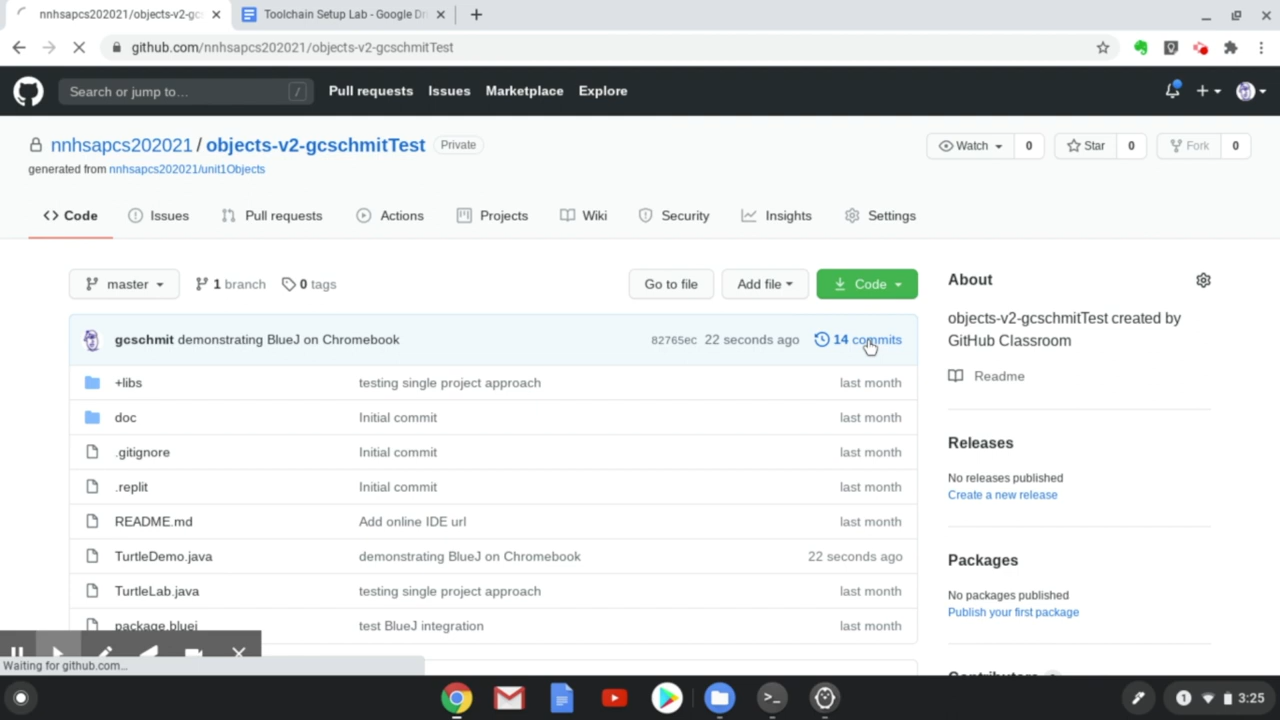 nnhsapcs202021/objects-v2-gc
Toolchain Setup Lab - Google Dr
github.com/nnhsapcs202021/objects-v2-gcschmitTest
Search or jump to…
/
Pull requests
Issues
Marketplace
Explore
nnhsapcs202021 / objects-v2-gcschmitTest
Private
Watch
0
Star
0
Fork
0
generated from nnhsapcs202021/unit1Objects
Code
Issues
Pull requests
Actions
Projects
Wiki
Security
Insights
Settings
master
1 branch
0 tags
Go to file
Add file
Code
gcschmit demonstrating BlueJ on Chromebook
82765ec 22 seconds ago
14 commits
+libs
testing single project approach
last month
doc
Initial commit
last month
.gitignore
Initial commit
last month
.replit
Initial commit
last month
README.md
Add online IDE url
last month
TurtleDemo.java
demonstrating BlueJ on Chromebook
22 seconds ago
TurtleLab.java
testing single project approach
last month
package.bluej
test BlueJ integration
last month
About
objects-v2-gcschmitTest created by
GitHub Classroom
Readme
Releases
No releases published
Create a new release
Packages
No packages published
Publish your first package
Contributors
Waiting for github.com...
1
3:25